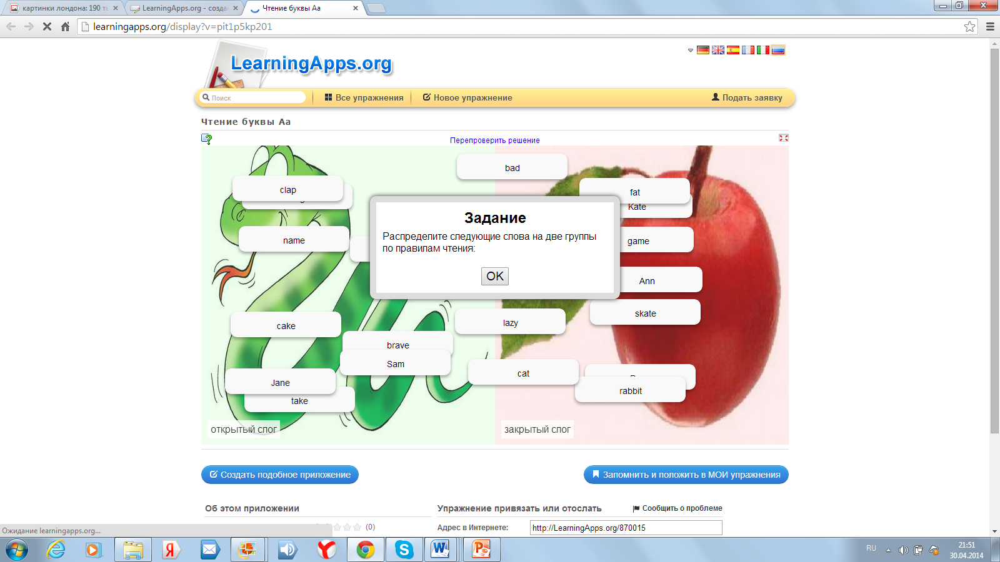 картинки лондона: 190 ть
LearningApps.org - созда
Чтение буквы Аа
learningapps.org/display?v=pit1p5kp201
LearningApps.org
Поиск
Все упражнения
Новое упражнение
Подать заявку
Чтение буквы Аа
Перепроверить решение
bad
clap
fat
Kate
Задание
name
game
Распределите следующие слова на две группы
по правилам чтения:
OK
Ann
cake
lazy
skate
brave
Sam
cat
Jane
rabbit
take
открытый слог
закрытый слог
Создать подобное приложение
Запомнить и положить в МОИ упражнения
Об этом приложении
Упражнение привязать или отослать
Сообщить о проблеме
(0)
Адрес в Интернете:
http://LearningApps.org/870015
Ожидание learningapps.org...
RU
21:51
30.04.2014